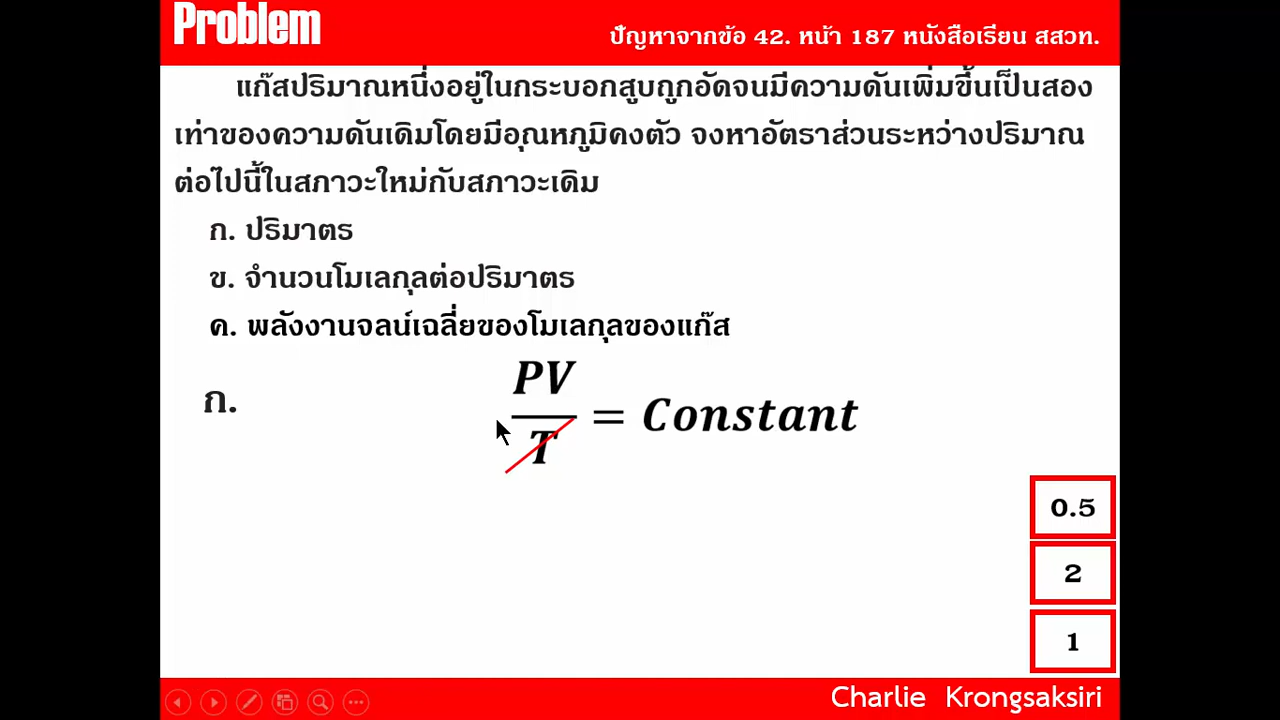 Problem
ปัญหาจากข้อ 42. หน้า 187 หนังสือเรียน สสวท.
แก๊สปริมาณหนึ่งอยู่ในกระบอกสูบถูกอัดจนมีความดันเพิ่มขึ้นเป็นสอง
เท่าของความดันเดิมโดยมีอุณหภูมิคงตัว จงหาอัตราส่วนระหว่างปริมาณ
ต่อไปนี้ในสภาวะใหม่กับสภาวะเดิม
ก. ปริมาตร
ข. จำนวนโมเลกุลต่อปริมาตร
ค. พลังงานจลน์เฉลี่ยของโมเลกุลของแก๊ส
ก.
PV
T
= Constant
0.5
2
1
Charlie Krongsaksiri